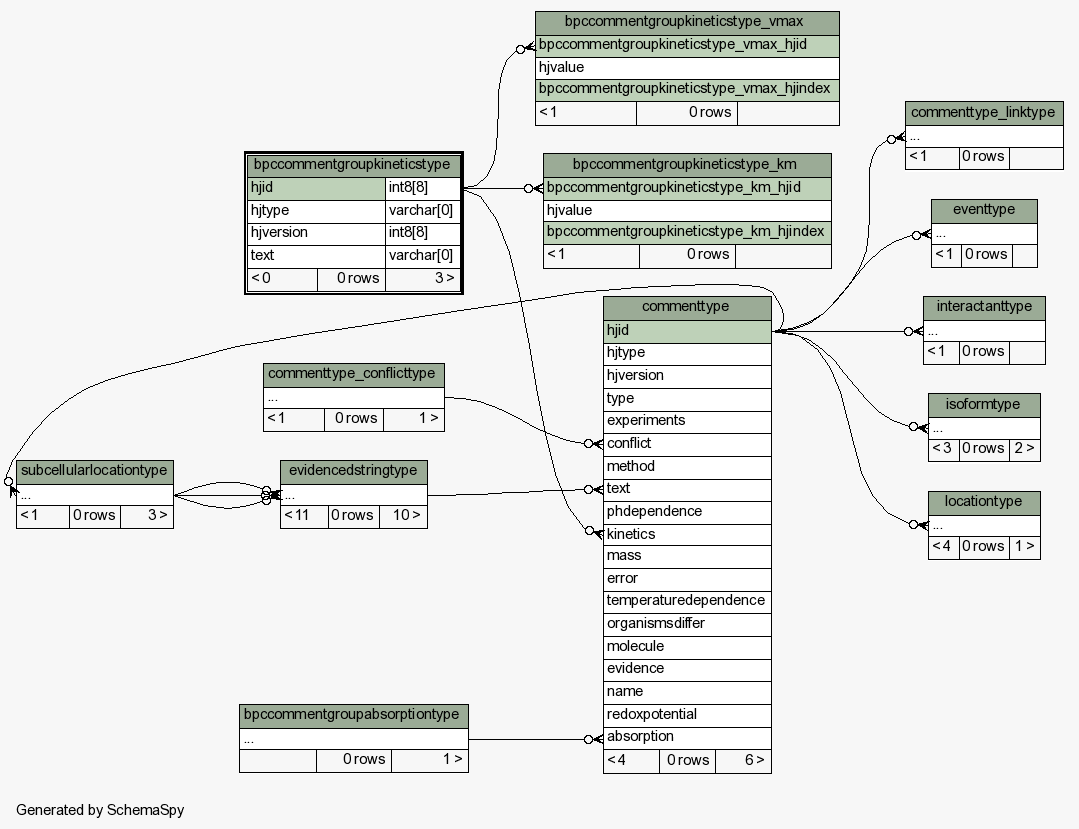 bpccommentgroupkineticstype_vmax
bpccommentgroupkineticstype_vmax_hjid
hjvalue
bpccommentgroupkineticstype_vmax_hjindex
< 1 0 rows
commenttype_linktype
...
< 1 0 rows
bpccommentgroupkineticstype
hjid int8[8]
hjtype varchar[0]
hjversion int8[8]
text varchar[0]
< 0 0 rows 3 >
bpccommentgroupkineticstype_km
bpccommentgroupkineticstype_km_hjid
hjvalue
bpccommentgroupkineticstype_km_hjindex
< 1 0 rows
eventtype
...
< 1 0 rows
commenttype
hjid
hjtype
hjversion
type
experiments
conflict
method
text
phdependence
kinetics
mass
error
temperaturedependence
organismsdiffer
molecule
evidence
name
redoxpotential
absorption
< 4 0 rows 6 >
interactanttype
...
< 1 0 rows
commenttype_conflicttype
...
< 1 0 rows 1 >
isoformtype
...
< 3 0 rows 2 >
subcellularlocationtype
...
< 1 0 rows 3 >
evidencedstringtype
...
< 11 0 rows 10 >
locationtype
...
< 4 0 rows 1 >
bpccommentgroupabsorptiontype
...
0 rows 1 >
Generated by SchemaSpy